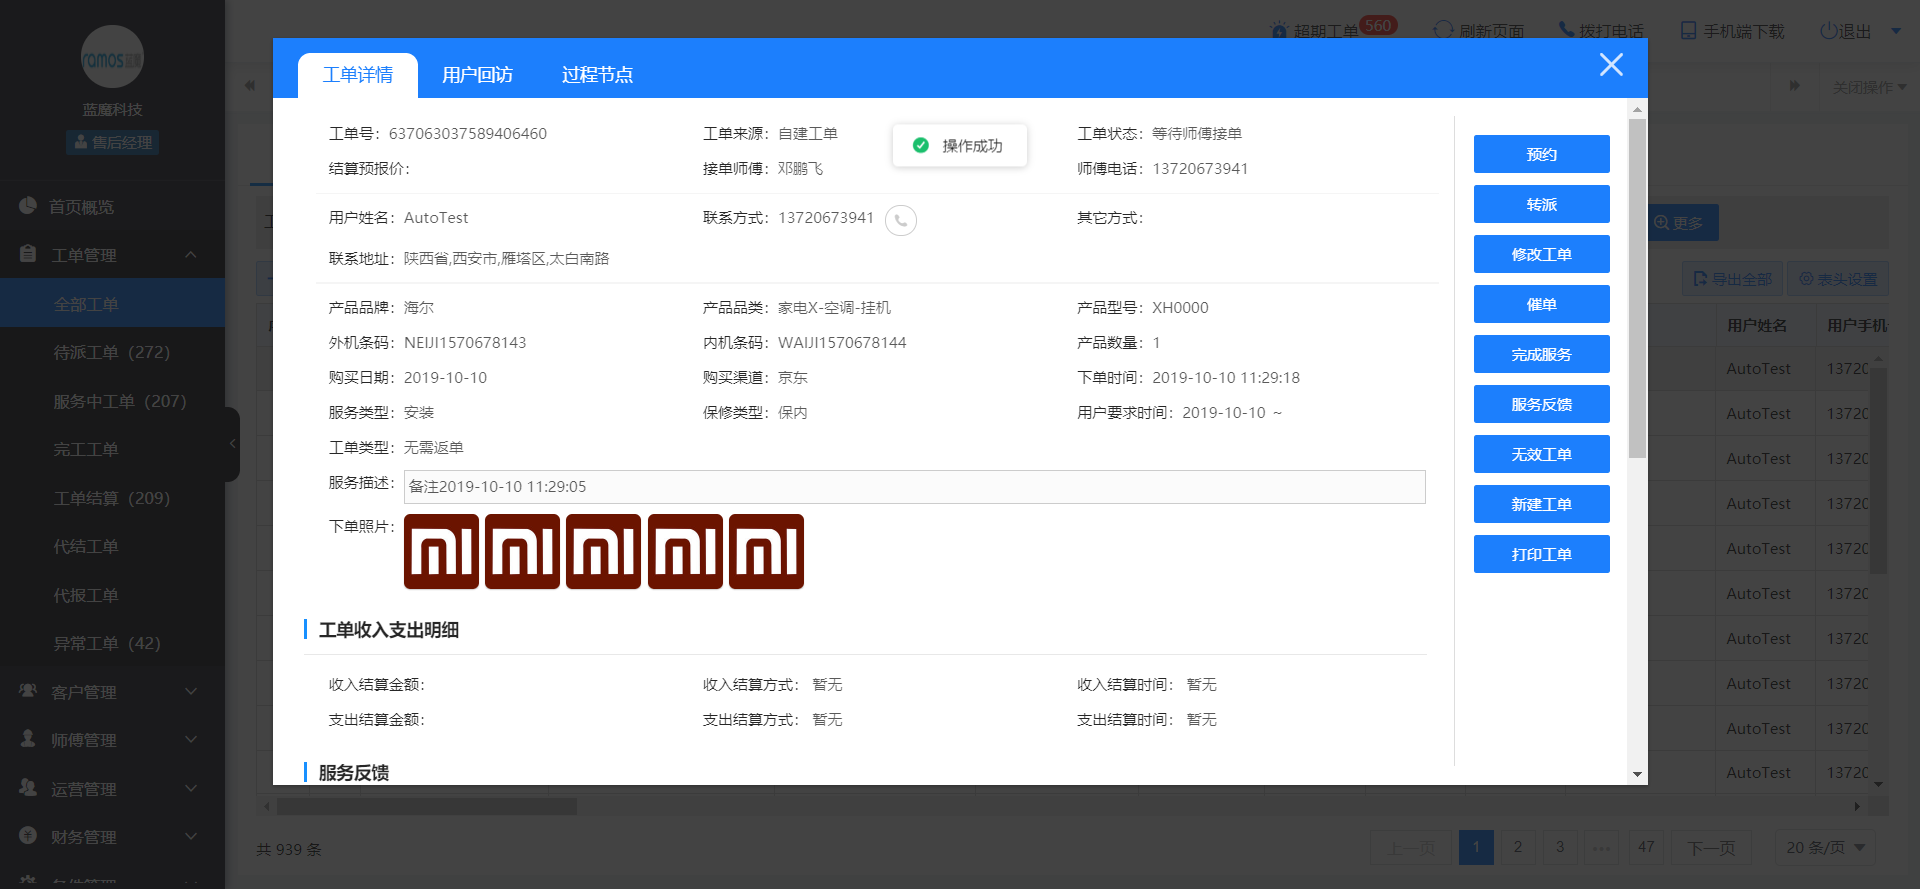 超期工单 560 刷新页面 拨打电话 手机端下载 退出
ramos
蓝魔科技
售后经理
关闭操作
首页概览
工单管理
全部工单
待派工单（272）
服务中工单（207）
完工工单
工单结算（209）
代结工单
代报工单
异常工单（42）
客户管理
师傅管理
运营管理
财务管理
工单详情 用户回访 过程节点
操作成功
工单号：637063037589406460 工单来源：自建工单 工单状态：等待师傅接单
结算预报价： 接单师傅：邓鹏飞 师傅电话：13720673941
用户姓名：AutoTest 联系方式：13720673941 其它方式：
联系地址：陕西省,西安市,雁塔区,太白南路
产品品牌：海尔 产品品类：家电X-空调-挂机 产品型号：XH0000
外机条码：NEIJI1570678143 内机条码：WAIJI1570678144 产品数量：1
购买日期：2019-10-10 购买渠道：京东 下单时间：2019-10-10 11:29:18
服务类型：安装 保修类型：保内 用户要求时间：2019-10-10 ~
工单类型：无需返单
服务描述：备注2019-10-10 11:29:05
下单照片：
工单收入支出明细
收入结算金额： 收入结算方式：暂无 收入结算时间：暂无
支出结算金额： 支出结算方式：暂无 支出结算时间：暂无
服务反馈
预约
转派
修改工单
催单
完成服务
服务反馈
无效工单
新建工单
打印工单
更多
导出全部 表头设置
用户姓名 用户手机
AutoTest 1372
AutoTest 1372
AutoTest 1372
AutoTest 1372
AutoTest 1372
AutoTest 1372
AutoTest 1372
AutoTest 1372
AutoTest 1372
AutoTest 1372
共 939 条 上一页 1 2 3 ••• 47 下一页 20 条/页